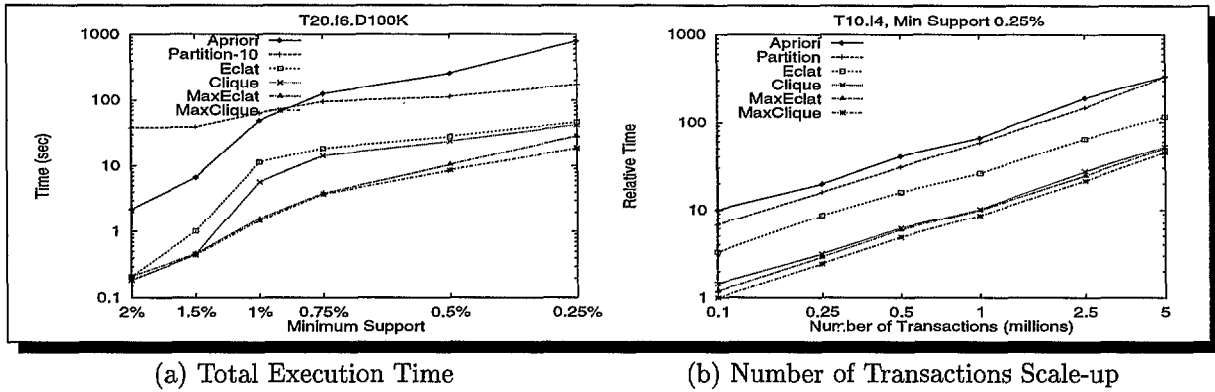 T20.I6.D100K
1000
100
10
1
0.1
Time (sec)
Apriori
Partition-10
Eclat
Clique
MaxEclat
MaxClique
2% 1.5% 1% 0.75% 0.5% 0.25%
Minimum Support
(a) Total Execution Time
T10.I4, Min Support 0.25%
1000
100
10
1
Relative Time
Apriori
Partition
Eclat
Clique
MaxEclat
MaxClique
0.1 0.25 0.5 1 2.5 5
Number of Transactions (millions)
(b) Number of Transactions Scale-up